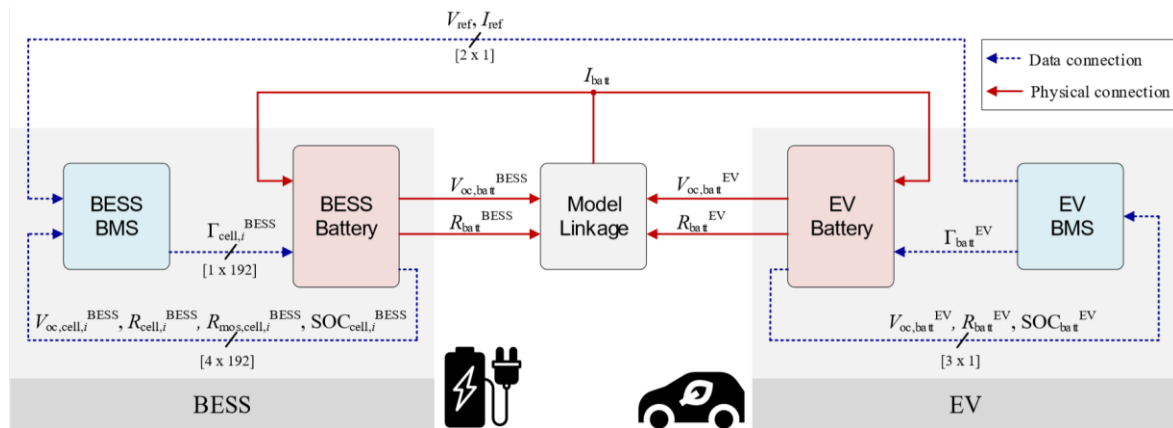 V_ref, I_ref
[2 x 1]
Data connection
Physical connection
I_batt
BESS
BMS
BESS
Battery
Model
Linkage
EV
Battery
EV
BMS
V_oc,batt^BESS
R_batt^BESS
V_oc,batt^EV
R_batt^EV
Γ_cell,i^BESS
[1 x 192]
Γ_batt^EV
V_oc,cell,i^BESS, R_cell,i^BESS, R_mos,cell,i^BESS, SOC_cell,i^BESS
[4 x 192]
V_oc,batt^EV, R_batt^EV, SOC_batt^EV
[3 x 1]
BESS
EV